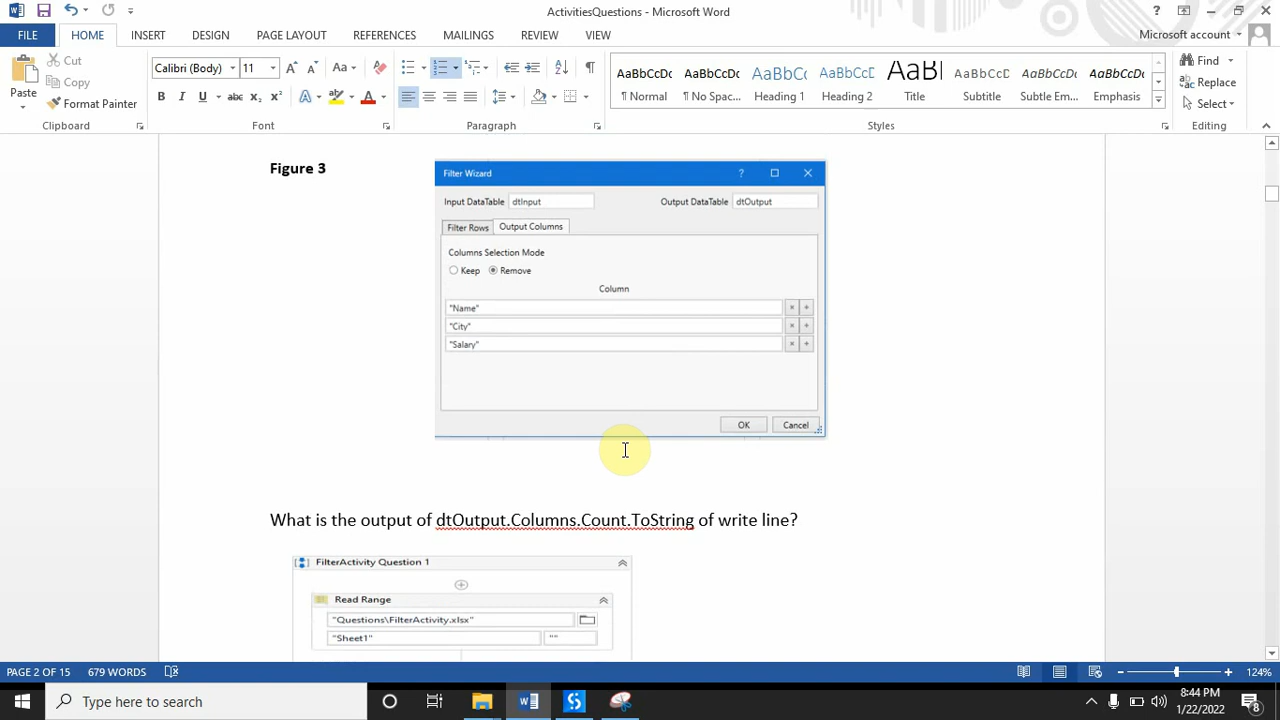 ActivitiesQuestions - Microsoft Word
FILE HOME INSERT DESIGN PAGE LAYOUT REFERENCES MAILINGS REVIEW VIEW Microsoft account
Paste
Cut
Copy
Format Painter
Clipboard
Calibri (Body) 11
Font
Paragraph
AaBbCcDc AaBbCcDc AaBbCc AaBbCcD AaBl AaBbCcD AaBbCcDc AaBbCcDc
¶ Normal ¶ No Spac... Heading 1 Heading 2 Title Subtitle Subtle Em... Emphasis
Styles
Find
Replace
Select
Editing
Figure 3
Filter Wizard
Input DataTable dtInput Output DataTable dtOutput
Filter Rows Output Columns
Columns Selection Mode
Keep Remove
Column
"Name"
"City"
"Salary"
OK Cancel
What is the output of dtOutput.Columns.Count.ToString of write line?
FilterActivity Question 1
Read Range
"Questions\FilterActivity.xlsx"
"Sheet1" ""
PAGE 2 OF 15 679 WORDS 124%
Type here to search
8:44 PM
1/22/2022
8